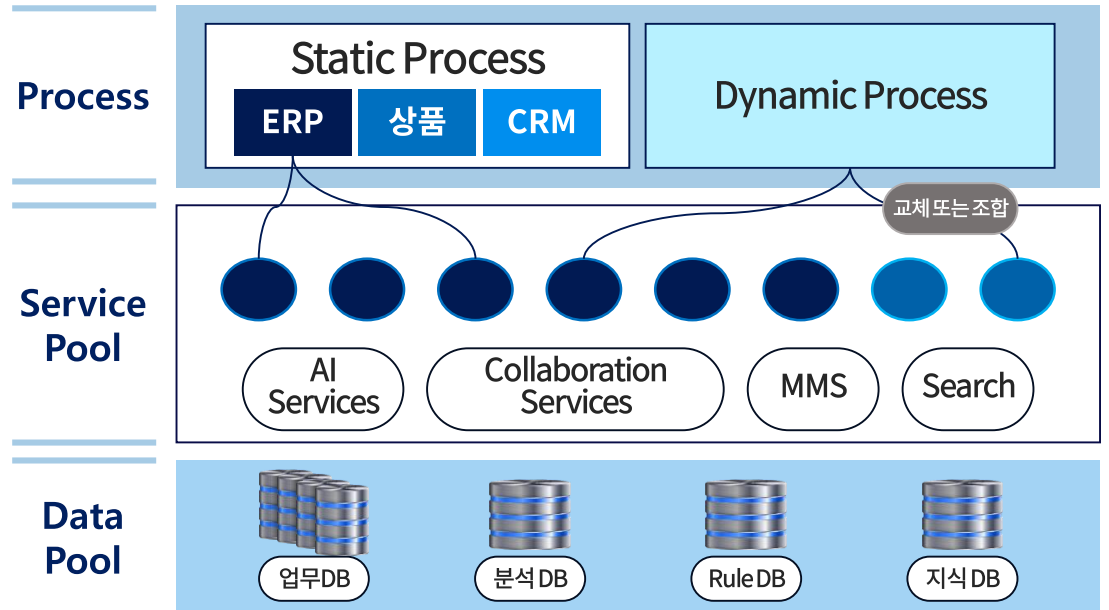 Process
Static Process
ERP
상품
CRM
Dynamic Process
교체 또는 조합
Service
Pool
AI
Services
Collaboration
Services
MMS
Search
Data
Pool
업무DB
분석 DB
Rule DB
지식 DB